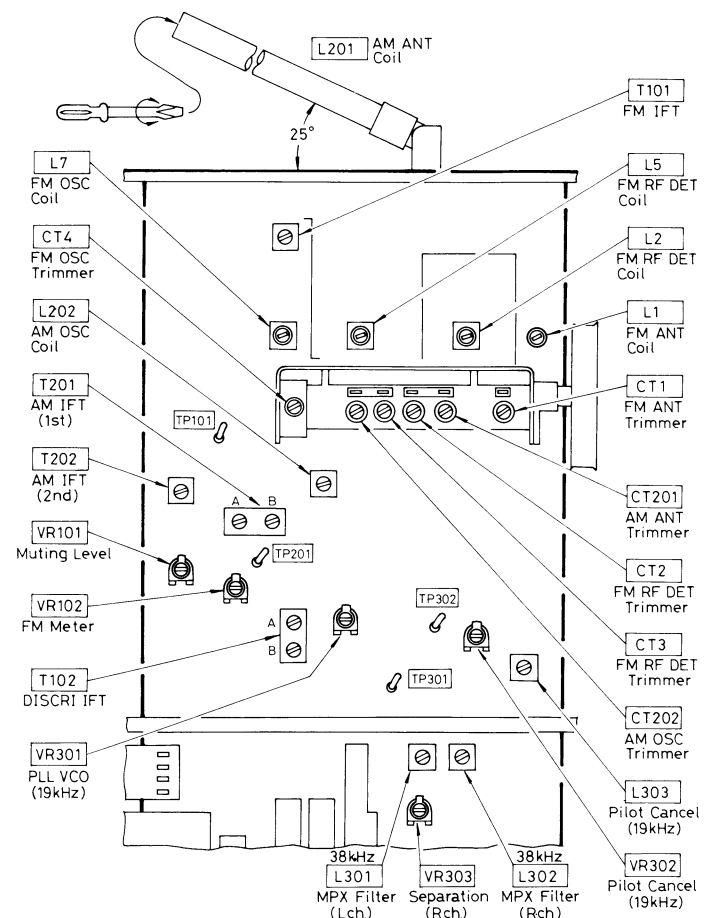 L201 AM ANT
Coil
25°
T101
FM IFT
L7
FM OSC
Coil
L5
FM RF DET
Coil
CT4
FM OSC
Trimmer
L2
FM RF DET
Coil
L202
AM OSC
Coil
L1
FM ANT
Coil
T201
AM IFT
(1st)
CT1
FM ANT
Trimmer
TP101
T202
AM IFT
(2nd)
A B
CT201
AM ANT
Trimmer
VR101
Muting Level
TP201
CT2
FM RF DET
Trimmer
VR102
FM Meter
TP302
A
B
CT3
FM RF DET
Trimmer
T102
DISCRI IFT
TP301
CT202
AM OSC
Trimmer
VR301
PLL VCO
(19kHz)
L303
Pilot Cancel
(19kHz)
38kHz
L301
MPX Filter
(Lch)
VR303
Separation
(Rch)
38kHz
L302
MPX Filter
(Rch)
VR302
Pilot Cancel
(19kHz)